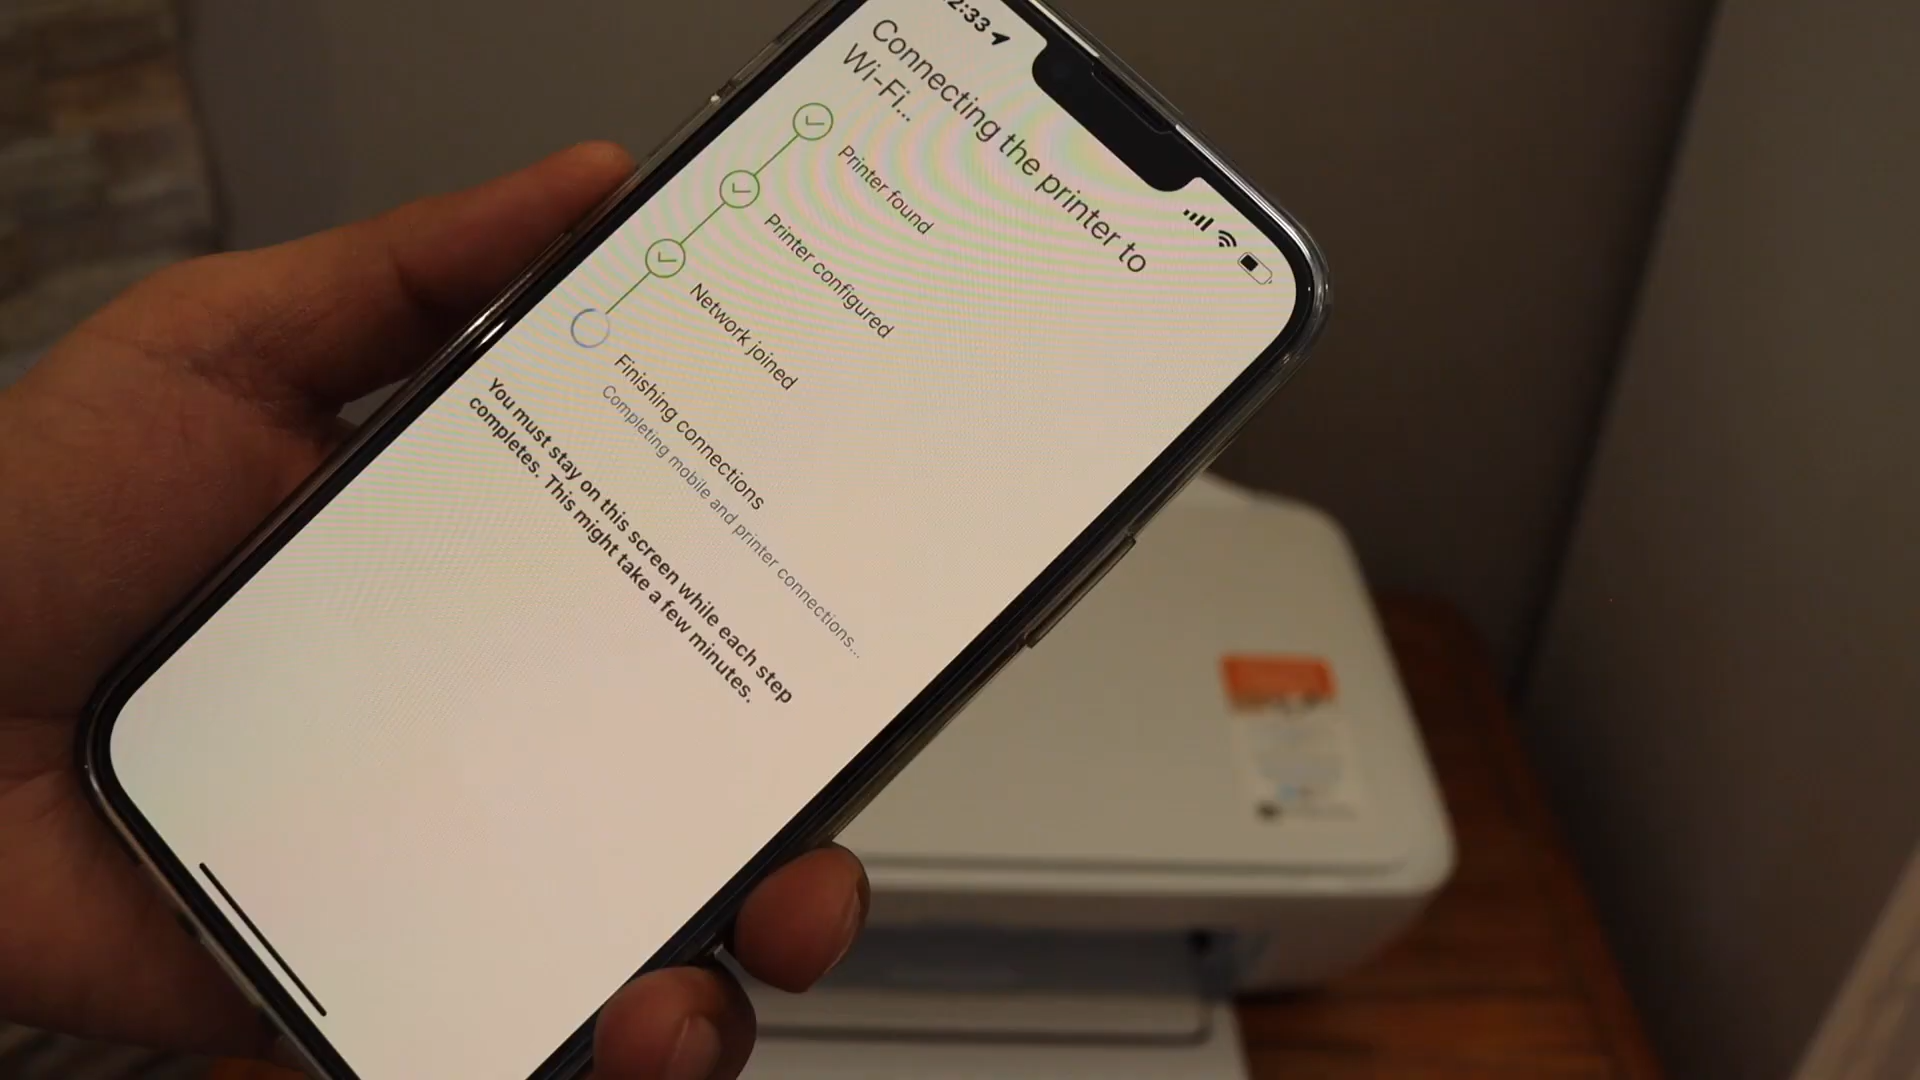 2:33
Connecting the printer to
Wi-Fi...
Printer found
Printer configured
Network joined
Finishing connections
Completing mobile and printer connections...
You must stay on this screen while each step
completes. This might take a few minutes.